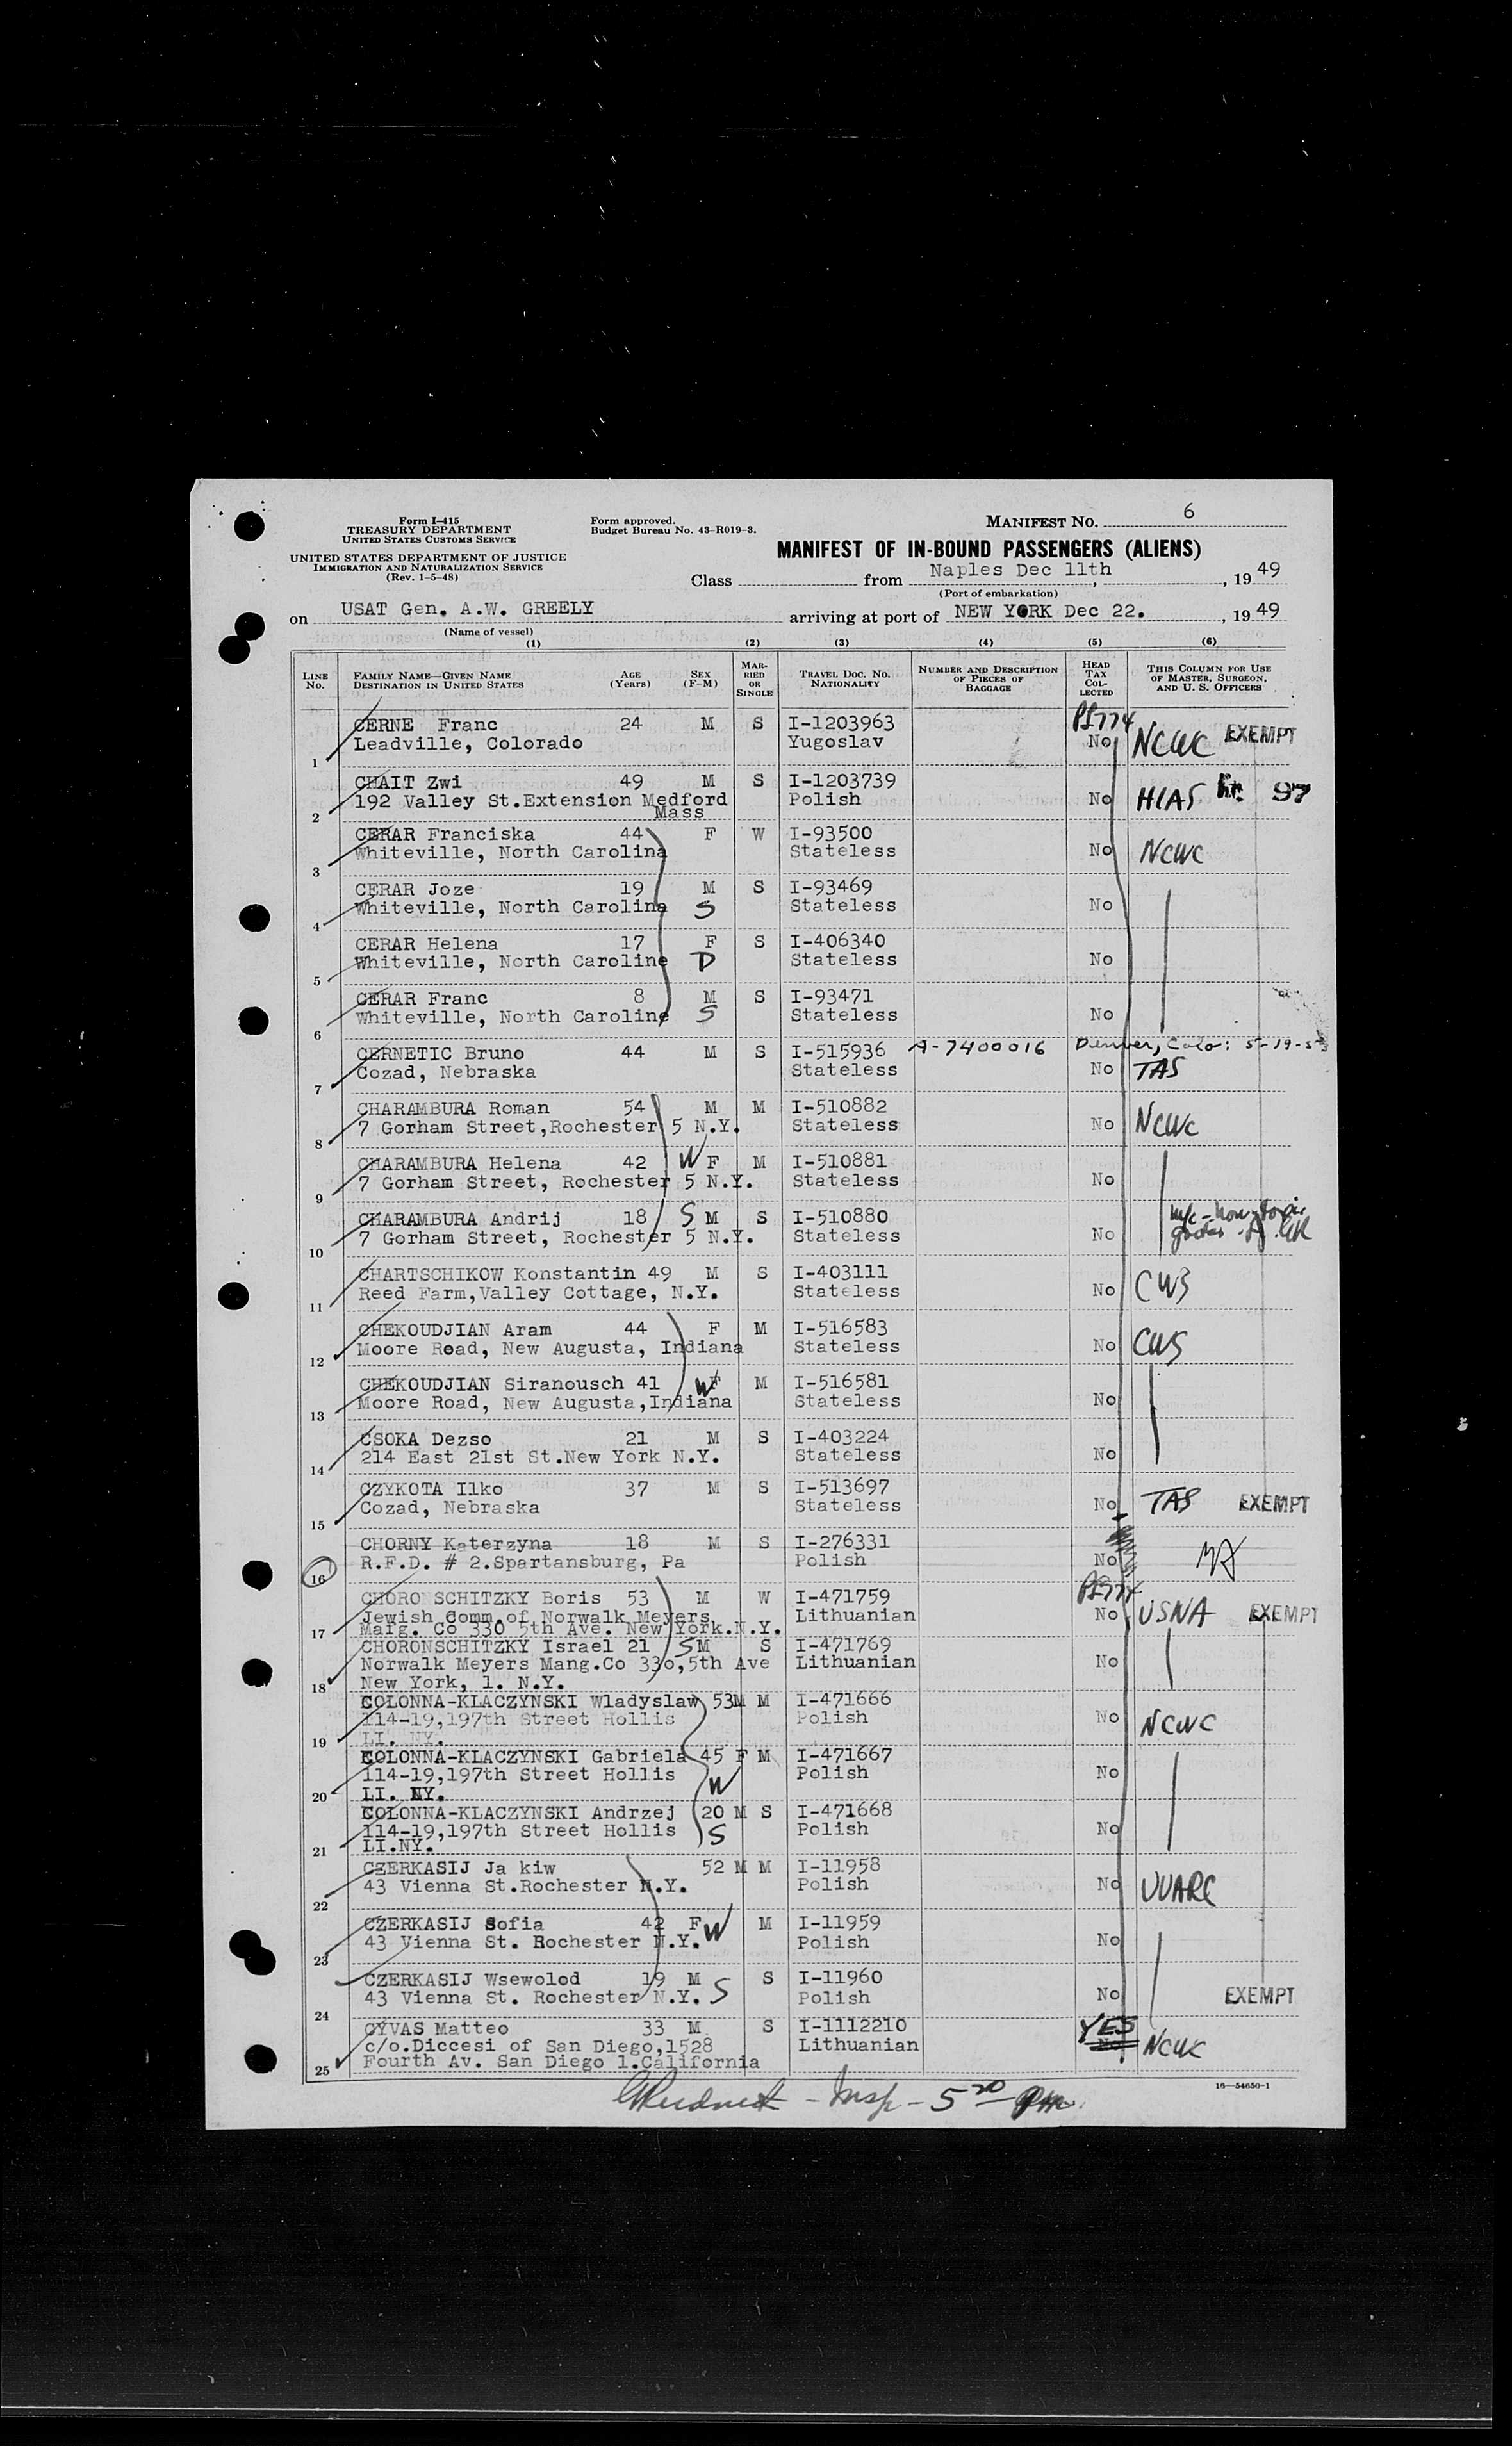 Form I-415
TREASURY DEPARTMENT
UNITED STATES CUSTOMS SERVICE
UNITED STATES DEPARTMENT OF JUSTICE
IMMIGRATION AND NATURALIZATION SERVICE
(Rev. 1-5-48)
Form approved.
Budget Bureau No. 43-R019-3.
MANIFEST NO. 6
MANIFEST OF IN-BOUND PASSENGERS (ALIENS)
Class from Naples Dec 11th, , 19 49
(Port of embarkation)
on USAT Gen. A.W. GREELY arriving at port of NEW YORK Dec 22. , 19 49
(Name of vessel)
(1) (2) (3) (4) (5) (6)
LINE No. FAMILY NAME—GIVEN NAME DESTINATION IN UNITED STATES AGE (Years) SEX (F-M) MARRIED OR SINGLE TRAVEL DOC. NO. NATIONALITY NUMBER AND DESCRIPTION OF PIECES OF BAGGAGE HEAD TAX COLLECTED THIS COLUMN FOR USE OF MASTER, SURGEON, AND U. S. OFFICERS
CERNE Franc 24 M S I-1203963
1 Leadville, Colorado Yugoslav No NCWC EXEMPT
CHAIT Zwi 49 M S I-1203739
2 192 Valley St.Extension Medford Polish No HIAS 97
Mass
CERAR Franciska 44 F W I-93500
3 Whiteville, North Carolina Stateless No NCWC
CERAR Joze 19 M S I-93469
4 Whiteville, North Carolina S Stateless No
CERAR Helena 17 F S I-406340
5 Whiteville, North Caroline D Stateless No
CERAR Franc 8 M S I-93471
6 Whiteville, North Caroline S Stateless No
CERNETIC Bruno 44 M S I-515936 A-7400016 Denver, Colo:
7 Cozad, Nebraska Stateless No TAS
CHARAMBURA Roman 54 M M I-510882
8 7 Gorham Street,Rochester 5 N.Y. Stateless No NCWC
CHARAMBURA Helena 42 W F M I-510881
9 7 Gorham Street, Rochester 5 N.Y. Stateless No
CHARAMBURA Andrij 18 S M S I-510880
10 7 Gorham Street, Rochester 5 N.Y. Stateless No
CHARTSCHIKOW Konstantin 49 M S I-403111
11 Reed Farm,Valley Cottage, N.Y. Stateless No CWS
CHEKOUDJIAN Aram 44 F M I-516583
12 Moore Road, New Augusta, Indiana Stateless No CWS
CHEKOUDJIAN Siranousch 41 W F M I-516581
13 Moore Road, New Augusta,Indiana Stateless No
CSOKA Dezso 21 M S I-403224
14 214 East 21st St.New York N.Y. Stateless No
CZYKOTA Ilko 37 M S I-513697
15 Cozad, Nebraska Stateless No TAS EXEMPT
CHORNY Katerzyna 18 M S I-276331
16 R.F.D. # 2.Spartansburg, Pa Polish No
CHORONSCHITZKY Boris 53 M W I-471759
Jewish Comm.of Norwalk Meyers Lithuanian No USNA EXEMPT
17 Mafg. Co 330 5th Ave. New York.N.Y.
CHORONSCHITZKY Israel 21 S M S I-471769
Norwalk Meyers Mang.Co 330,5th Ave Lithuanian No
18 New York, 1. N.Y.
COLONNA-KLACZYNSKI Wladyslaw 53 M M I-471666
114-19,197th Street Hollis Polish No NCWC
19 LI. NY.
COLONNA-KLACZYNSKI Gabriela 45 F M I-471667
114-19,197th Street Hollis W Polish No
20 LI. NY.
COLONNA-KLACZYNSKI Andrzej 20 M S I-471668
114-19,197th Street Hollis S Polish No
21 LI.NY.
CZERKASIJ Ja kiw 52 M M I-11958
22 43 Vienna St.Rochester N.Y. Polish No UUARC
CZERKASIJ Sofia 42 F W M I-11959
23 43 Vienna St. Rochester N.Y. Polish No
CZERKASIJ Wsewolod 19 M S I-11960
24 43 Vienna St. Rochester N.Y. S Polish No EXEMPT
CYVAS Matteo 33 M S I-1112210 YES
c/o.Diccesi of San Diego,1528 Lithuanian No NCWC
25 Fourth Av. San Diego 1.California
16—54650-1
Insp - 5 20 pm